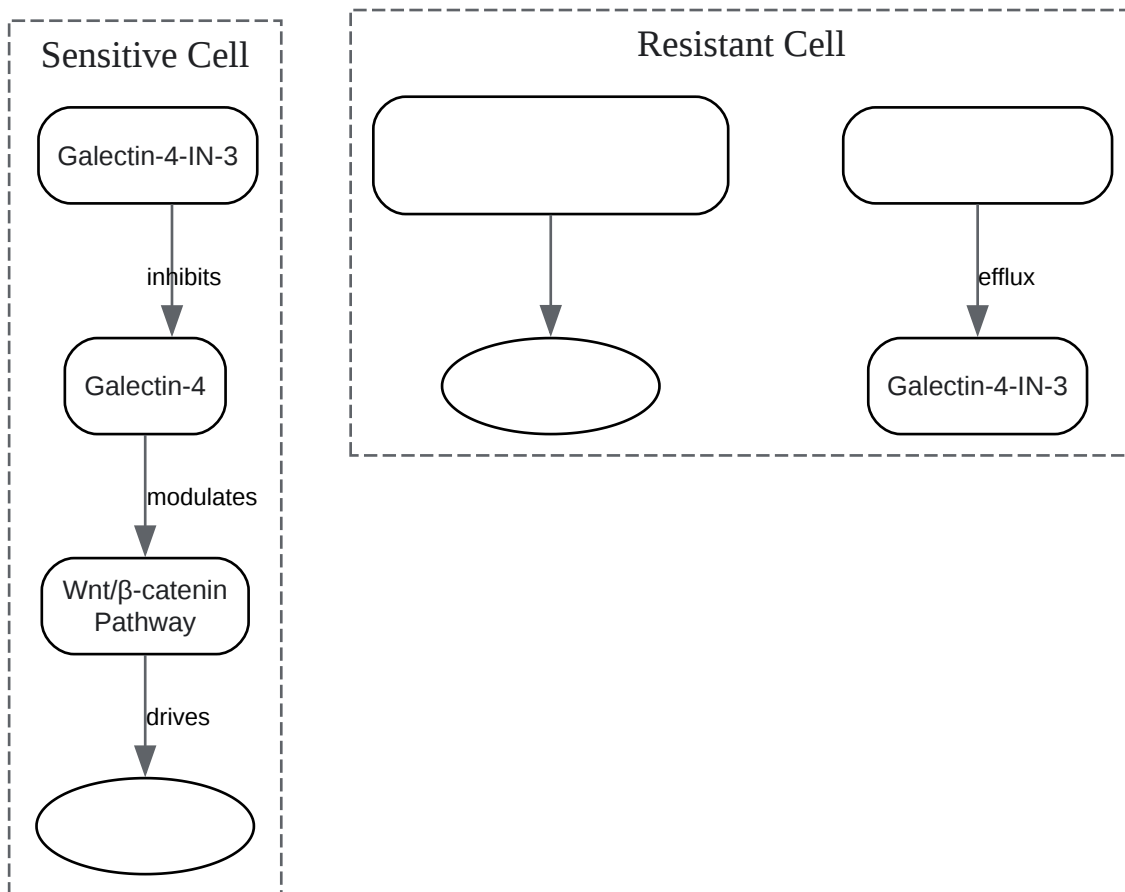 Sensitive Cell
Galectin-4-IN-3
inhibits
Galectin-4
modulates
Wnt/β-catenin
Pathway
drives
Resistant Cell
efflux
Galectin-4-IN-3